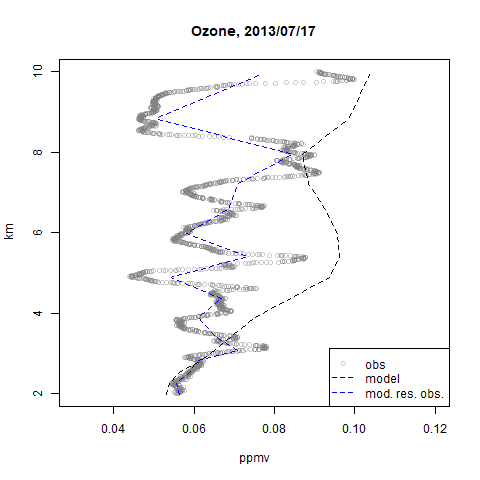 Ozone, 2013/07/17
10
8
6
4
2
km
0.04 0.06 0.08 0.10 0.12
ppmv
obs
model
mod. res. obs.